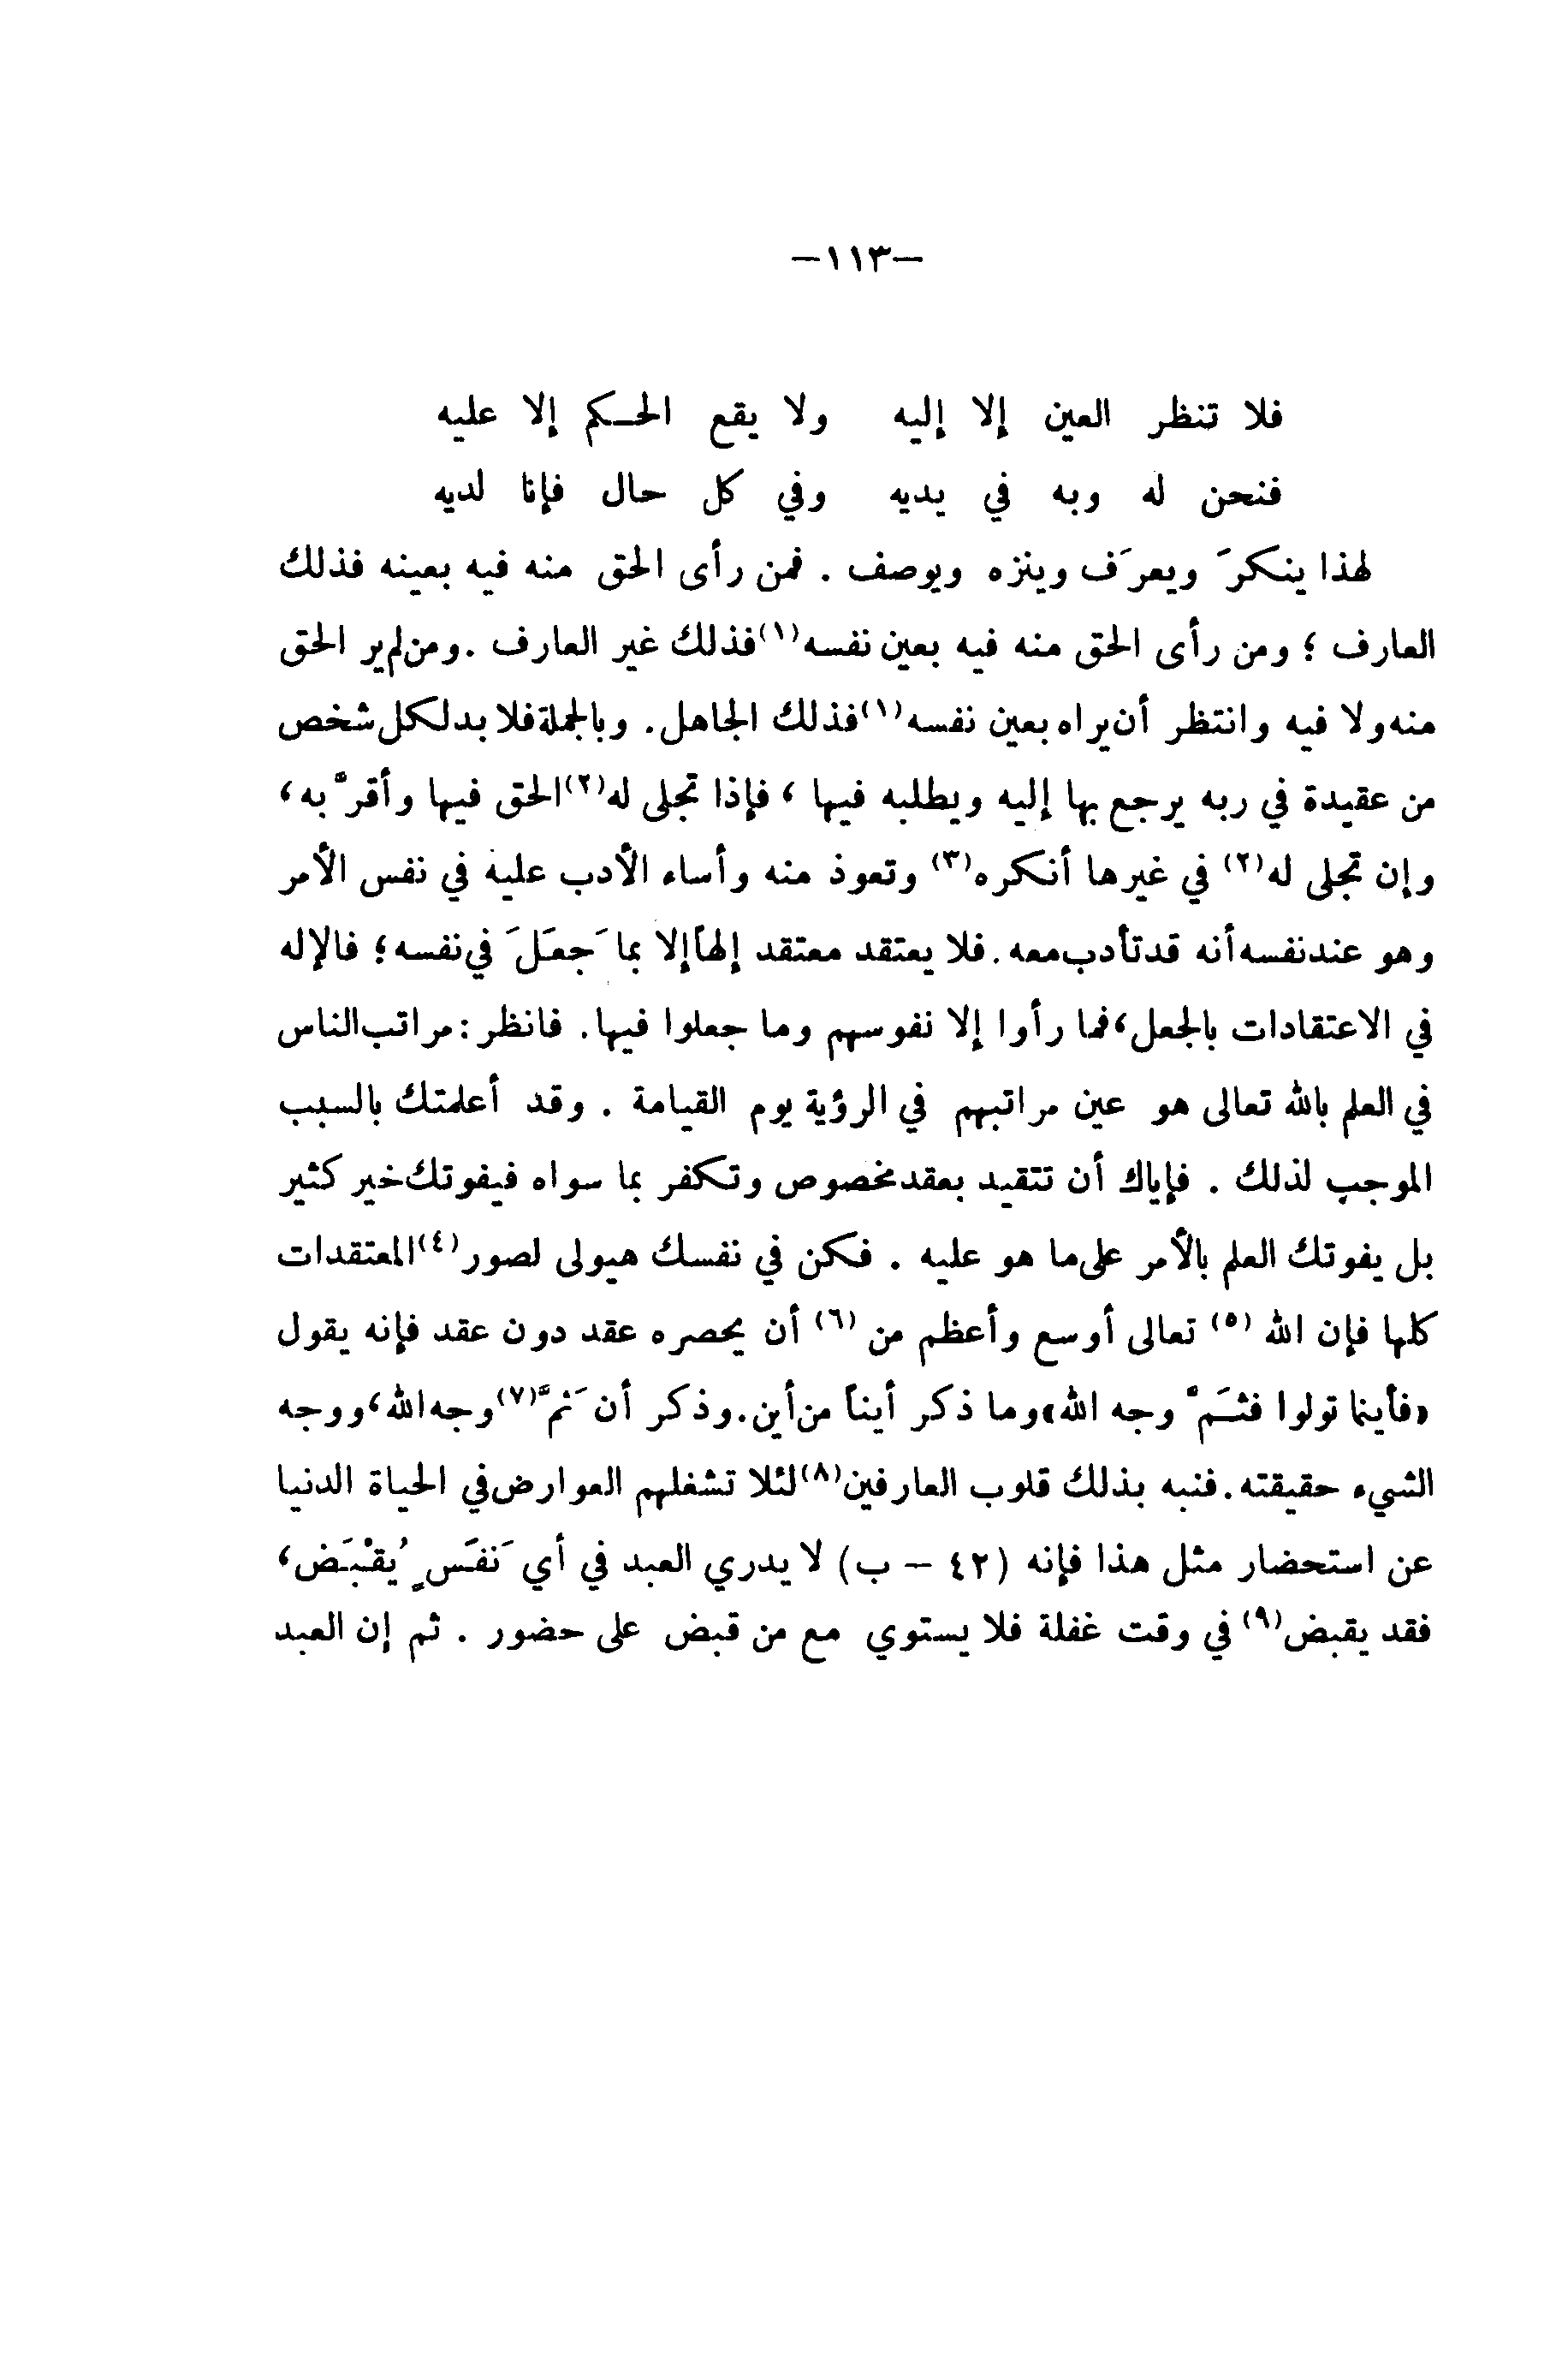 —١١٣—
فلا تنظر العين إلا إليه ولا يقع الحكم إلا عليه
فنحن له وبه في يديه وفي كل حال فإنا لديه
لهذا ينكرَ ويعرَف وينزه ويوصف . فمن رأى الحق منه فيه بعينه فذلك
العارف ؛ ومن رأى الحق منه فيه بعين نفسه(١) فذلك غير العارف . ومن لم ير الحق
منه ولا فيه وانتظر أن يراه بعين نفسه(١) فذلك الجاهل . وبالجملة فلا بد لكل شخص
من عقيدة في ربه يرجع بها إليه ويطلبه فيها ، فإذا تجلى له(٢) الحق فيها وأقرَّ به ،
وإن تجلى له(٢) في غيرها أنكره(٣) وتعوذ منه وأساء الأدب عليه في نفس الأمر
وهو عند نفسه أنه قد تأدب معه . فلا يعتقد معتقد إلهاً إلا بما جعَلَ في نفسه ؛ فالإله
في الاعتقادات بالجعل ، فما رأوا إلا نفوسهم وما جعلوا فيها . فانظر : مراتب الناس
في العلم بالله تعالى هو عين مراتبهم في الرؤية يوم القيامة . وقد أعلمتك بالسبب
الموجب لذلك . فإياك أن تتقيد بعقد مخصوص وتكفر بما سواه فيفوتك خير كثير
بل يفوتك العلم بالأمر على ما هو عليه . فكن في نفسك هيولى لصور(٤) المعتقدات
كلها فإن الله (٥) تعالى أوسع وأعظم من (٦) أن يحصره عقد دون عقد فإنه يقول
«فأينما تولوا فثَمَّ وجه الله» وما ذكر أيناً من أين . وذكر أن ثَمَّ(٧) وجه الله ، ووجه
الشيء حقيقته . فنبه بذلك قلوب العارفين(٨) لئلا تشغلهم العوارض في الحياة الدنيا
عن استحضار مثل هذا فإنه (٤٢ – ب) لا يدري العبد في أي نَفَسٍ يُقْبَض ،
فقد يقبض(٩) في وقت غفلة فلا يستوي مع من قبض على حضور . ثم إن العبد